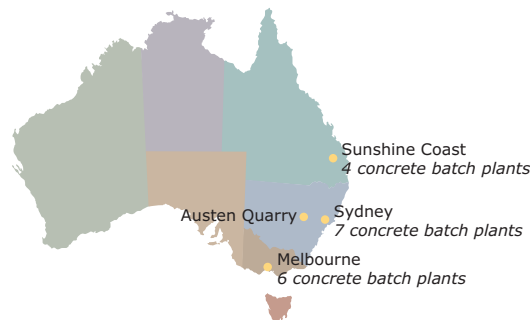 Sunshine Coast
4 concrete batch plants
Austen Quarry
Sydney
7 concrete batch plants
Melbourne
6 concrete batch plants